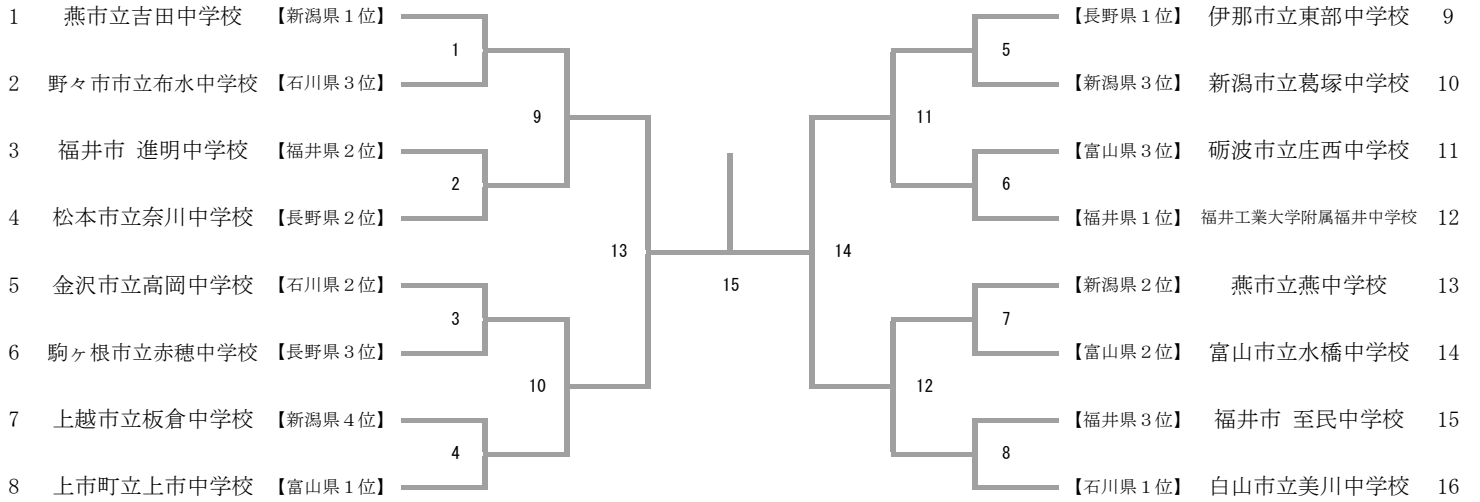 1 燕市立吉田中学校 【新潟県1位】
1
2 野々市市立布水中学校 【石川県3位】
9
3 福井市 進明中学校 【福井県2位】
2
4 松本市立奈川中学校 【長野県2位】
13
5 金沢市立高岡中学校 【石川県2位】
3
6 駒ヶ根市立赤穂中学校 【長野県3位】
10
7 上越市立板倉中学校 【新潟県4位】
4
8 上市町立上市中学校 【富山県1位】
15
【長野県1位】 伊那市立東部中学校 9
5
【新潟県3位】 新潟市立葛塚中学校 10
11
【富山県3位】 砺波市立庄西中学校 11
6
【福井県1位】 福井工業大学附属福井中学校 12
14
【新潟県2位】 燕市立燕中学校 13
7
【富山県2位】 富山市立水橋中学校 14
12
【福井県3位】 福井市 至民中学校 15
8
【石川県1位】 白山市立美川中学校 16